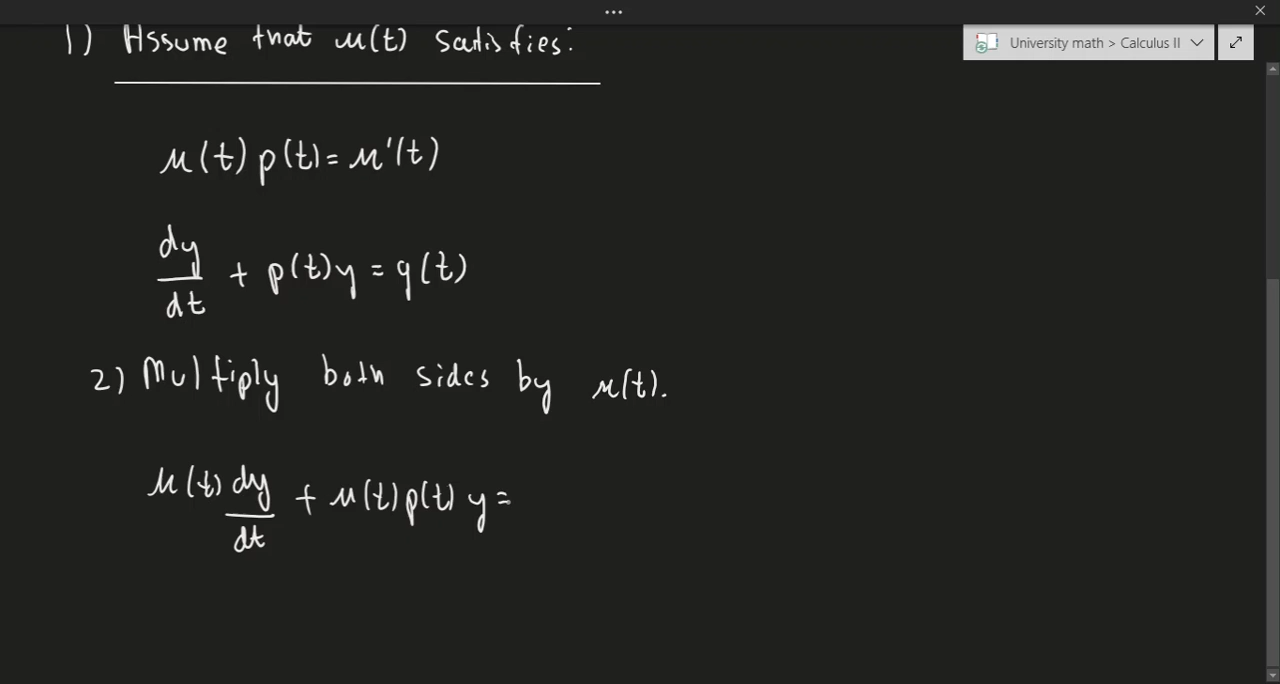 ...
University math > Calculus II
1) Assume that μ(t) satisfies:
μ(t) p(t) = μ'(t)
dy/dt + p(t)y = q(t)
2) Multiply both sides by μ(t).
μ(t) dy/dt + μ(t) p(t) y =